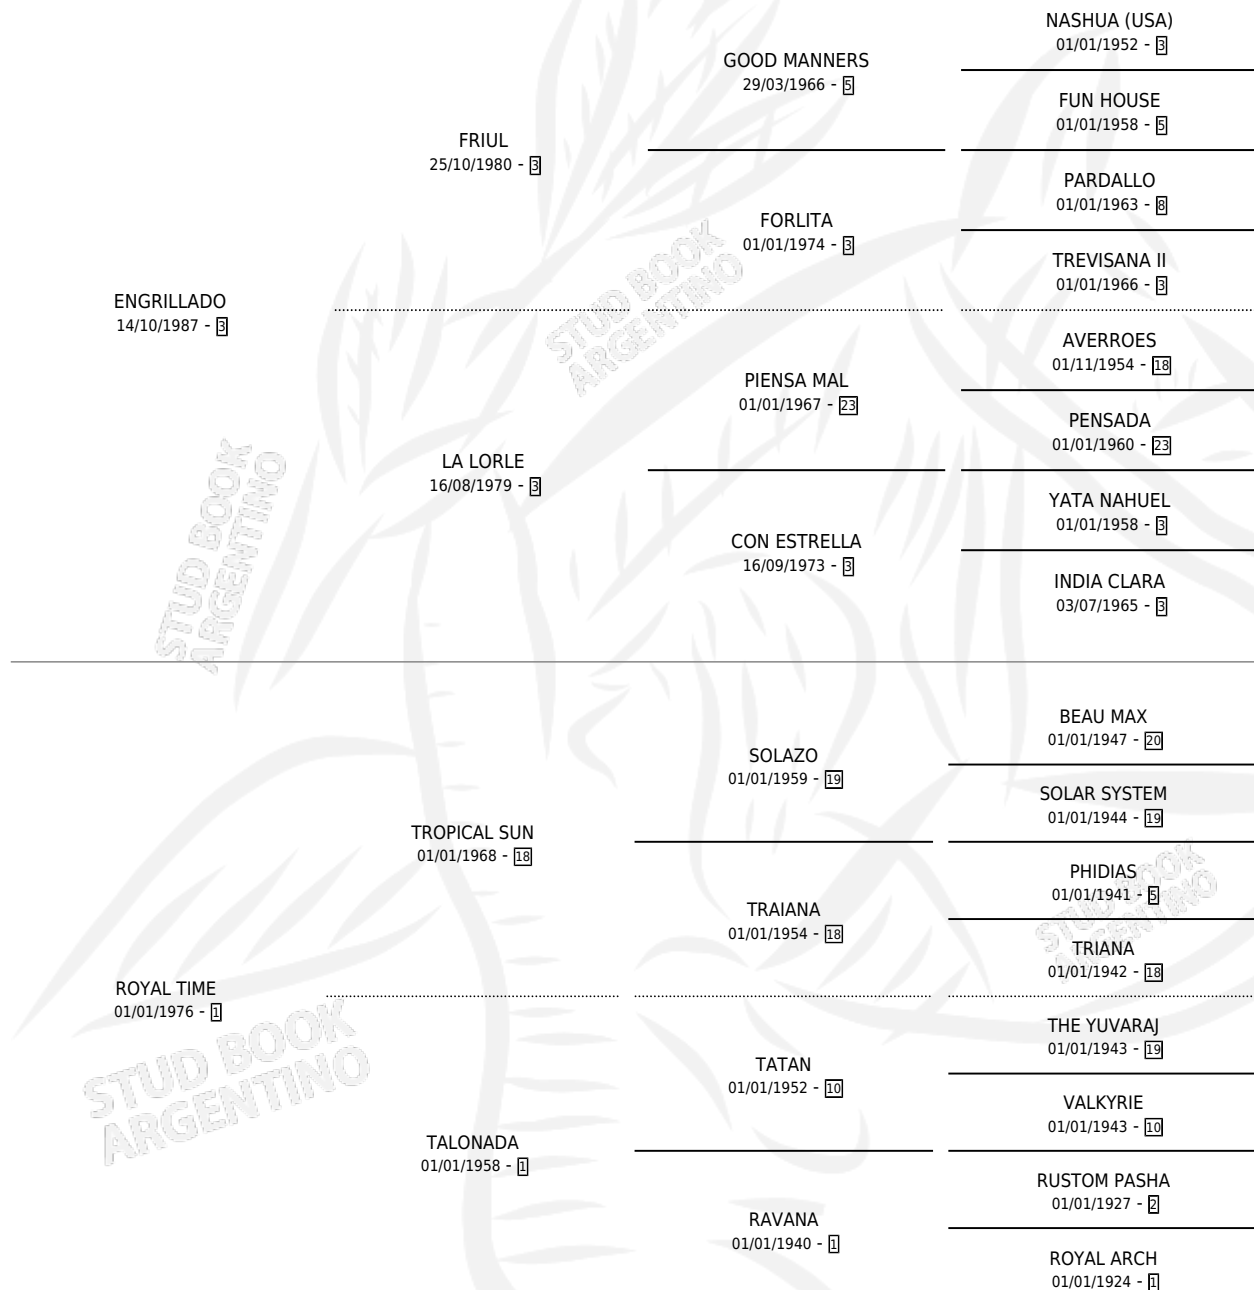 NASHUA (USA)
01/01/1952 - 3
GOOD MANNERS
29/03/1966 - 5
FUN HOUSE
01/01/1958 - 5
FRIUL
25/10/1980 - 3
PARDALLO
01/01/1963 - 8
FORLITA
01/01/1974 - 3
TREVISANA II
01/01/1966 - 3
ENGRILLADO
14/10/1987 - 3
AVERROES
01/11/1954 - 18
PIENSA MAL
01/01/1967 - 23
PENSADA
01/01/1960 - 23
LA LORLE
16/08/1979 - 3
YATA NAHUEL
01/01/1958 - 3
CON ESTRELLA
16/09/1973 - 3
INDIA CLARA
03/07/1965 - 3
BEAU MAX
01/01/1947 - 20
SOLAZO
01/01/1959 - 19
SOLAR SYSTEM
01/01/1944 - 19
TROPICAL SUN
01/01/1968 - 18
PHIDIAS
01/01/1941 - 5
TRAIANA
01/01/1954 - 18
TRIANA
01/01/1942 - 18
ROYAL TIME
01/01/1976 - 1
THE YUVARAJ
01/01/1943 - 19
TATAN
01/01/1952 - 10
VALKYRIE
01/01/1943 - 10
TALONADA
01/01/1958 - 1
RUSTOM PASHA
01/01/1927 - 2
RAVANA
01/01/1940 - 1
ROYAL ARCH
01/01/1924 - 1
STUD BOOK
ARGENTINO
STUD BOOK
ARGENTINO
STUD BOOK
ARGENTINO
STUD BOOK
ARGENTINO